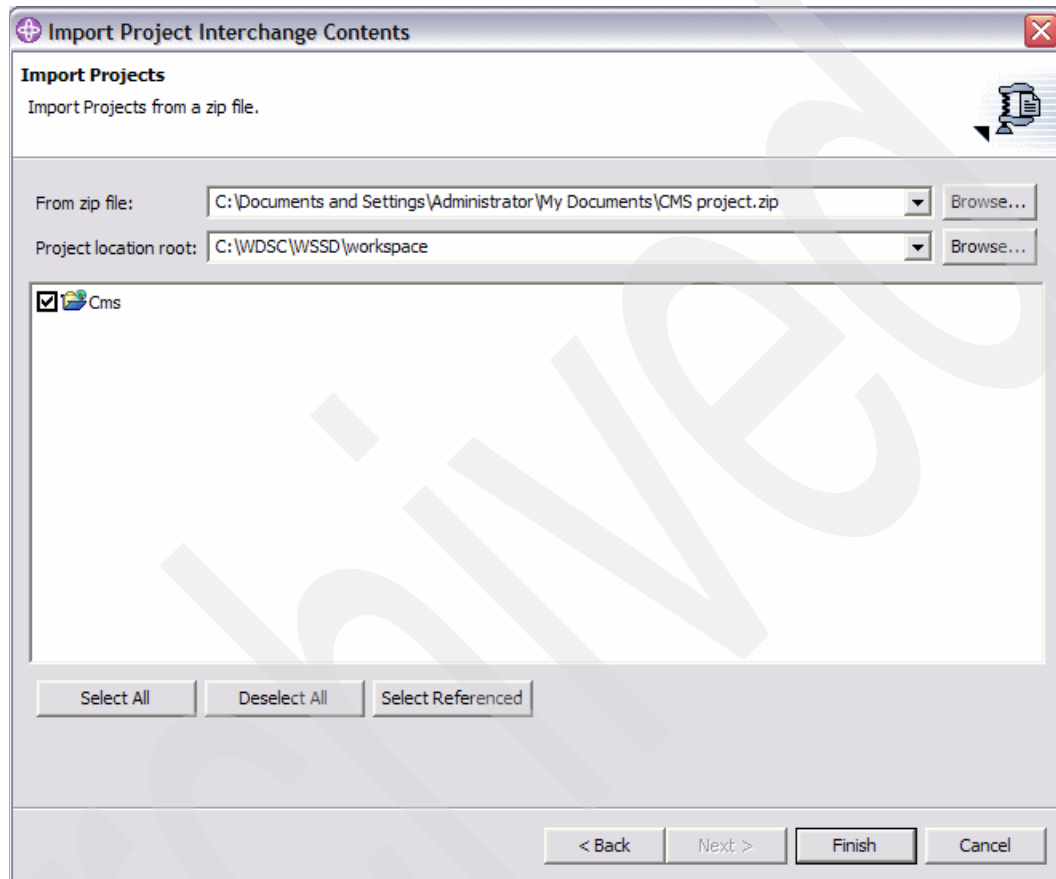 Import Project Interchange Contents
Import Projects
Import Projects from a zip file.
From zip file: C:\Documents and Settings\Administrator\My Documents\CMS project.zip Browse...
Project location root: C:\WDSC\WSSD\workspace Browse...
Cms
Select All Deselect All Select Referenced
< Back Next > Finish Cancel